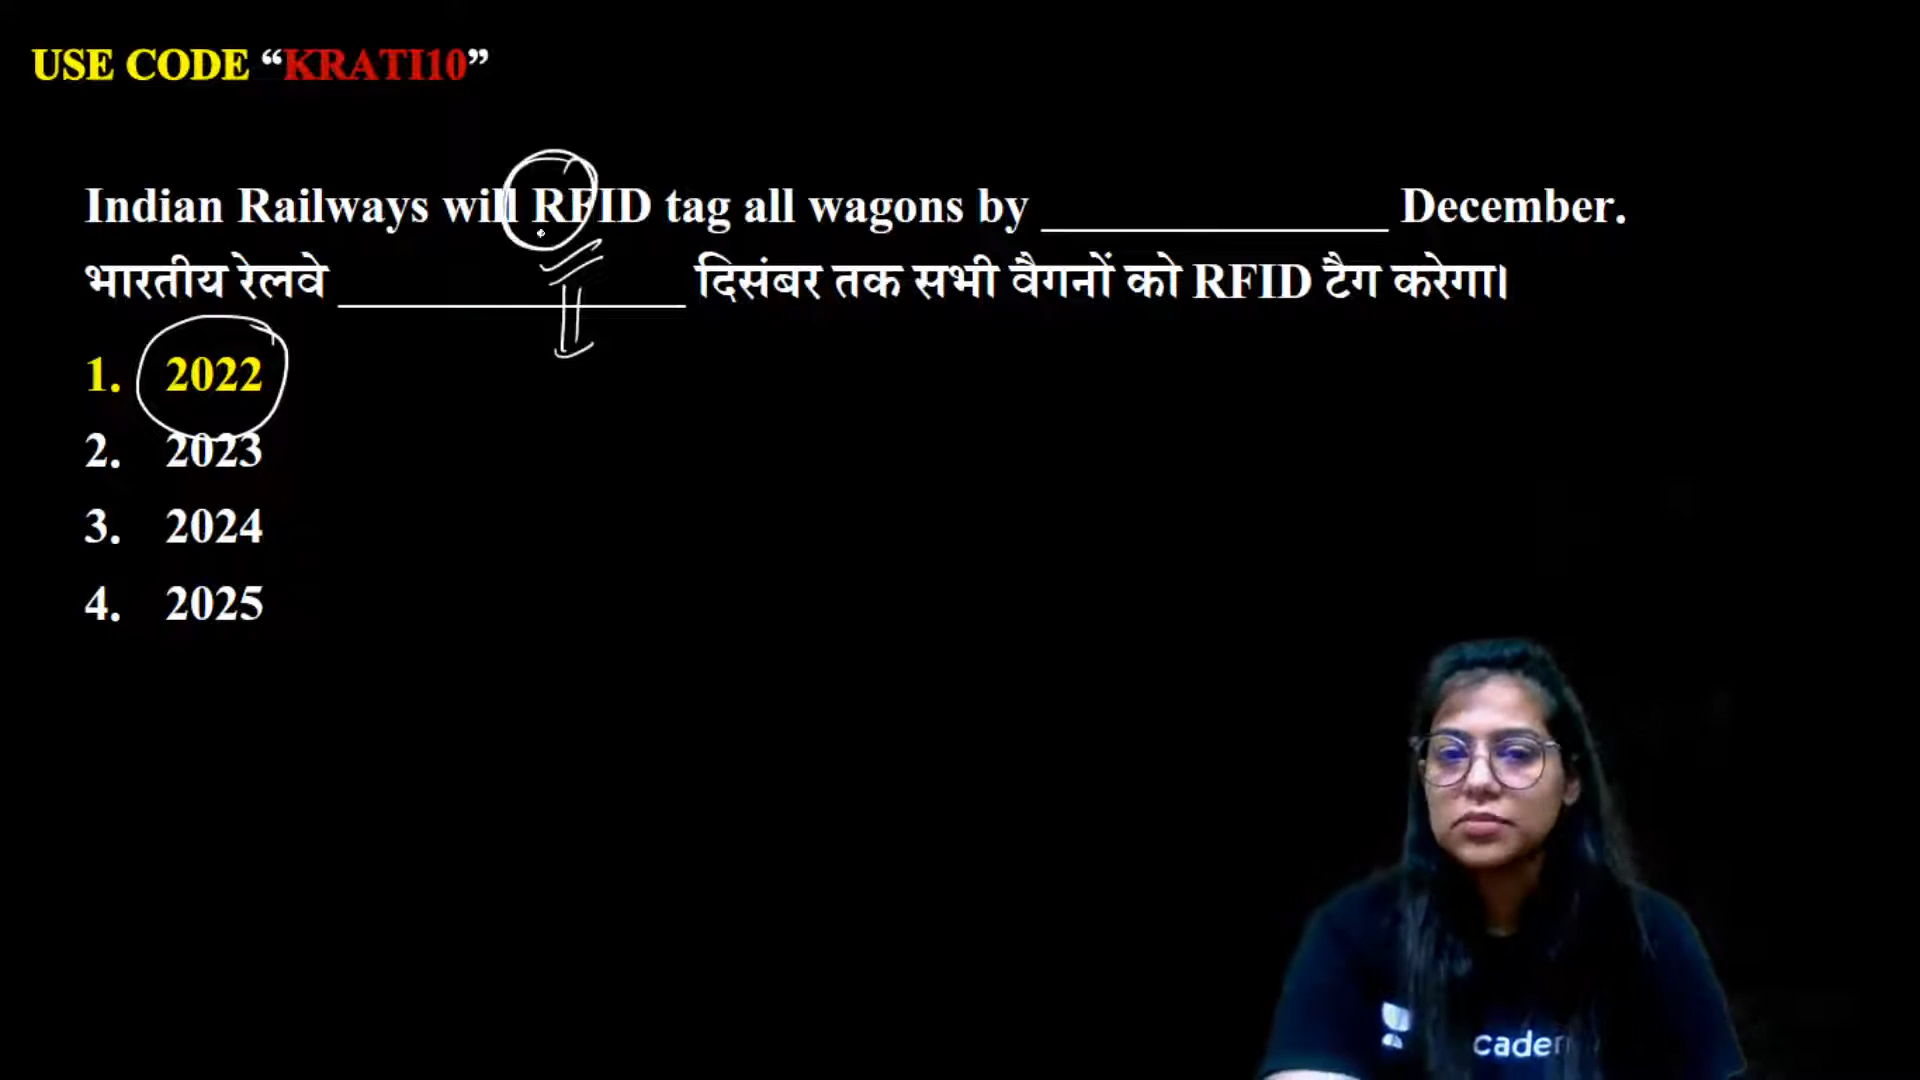 USE CODE “KRATI10”
Indian Railways will RFID tag all wagons by ______________ December.
भारतीय रेलवे ______________ दिसंबर तक सभी वैगनों को RFID टैग करेगा।
1. 2022
2. 2023
3. 2024
4. 2025